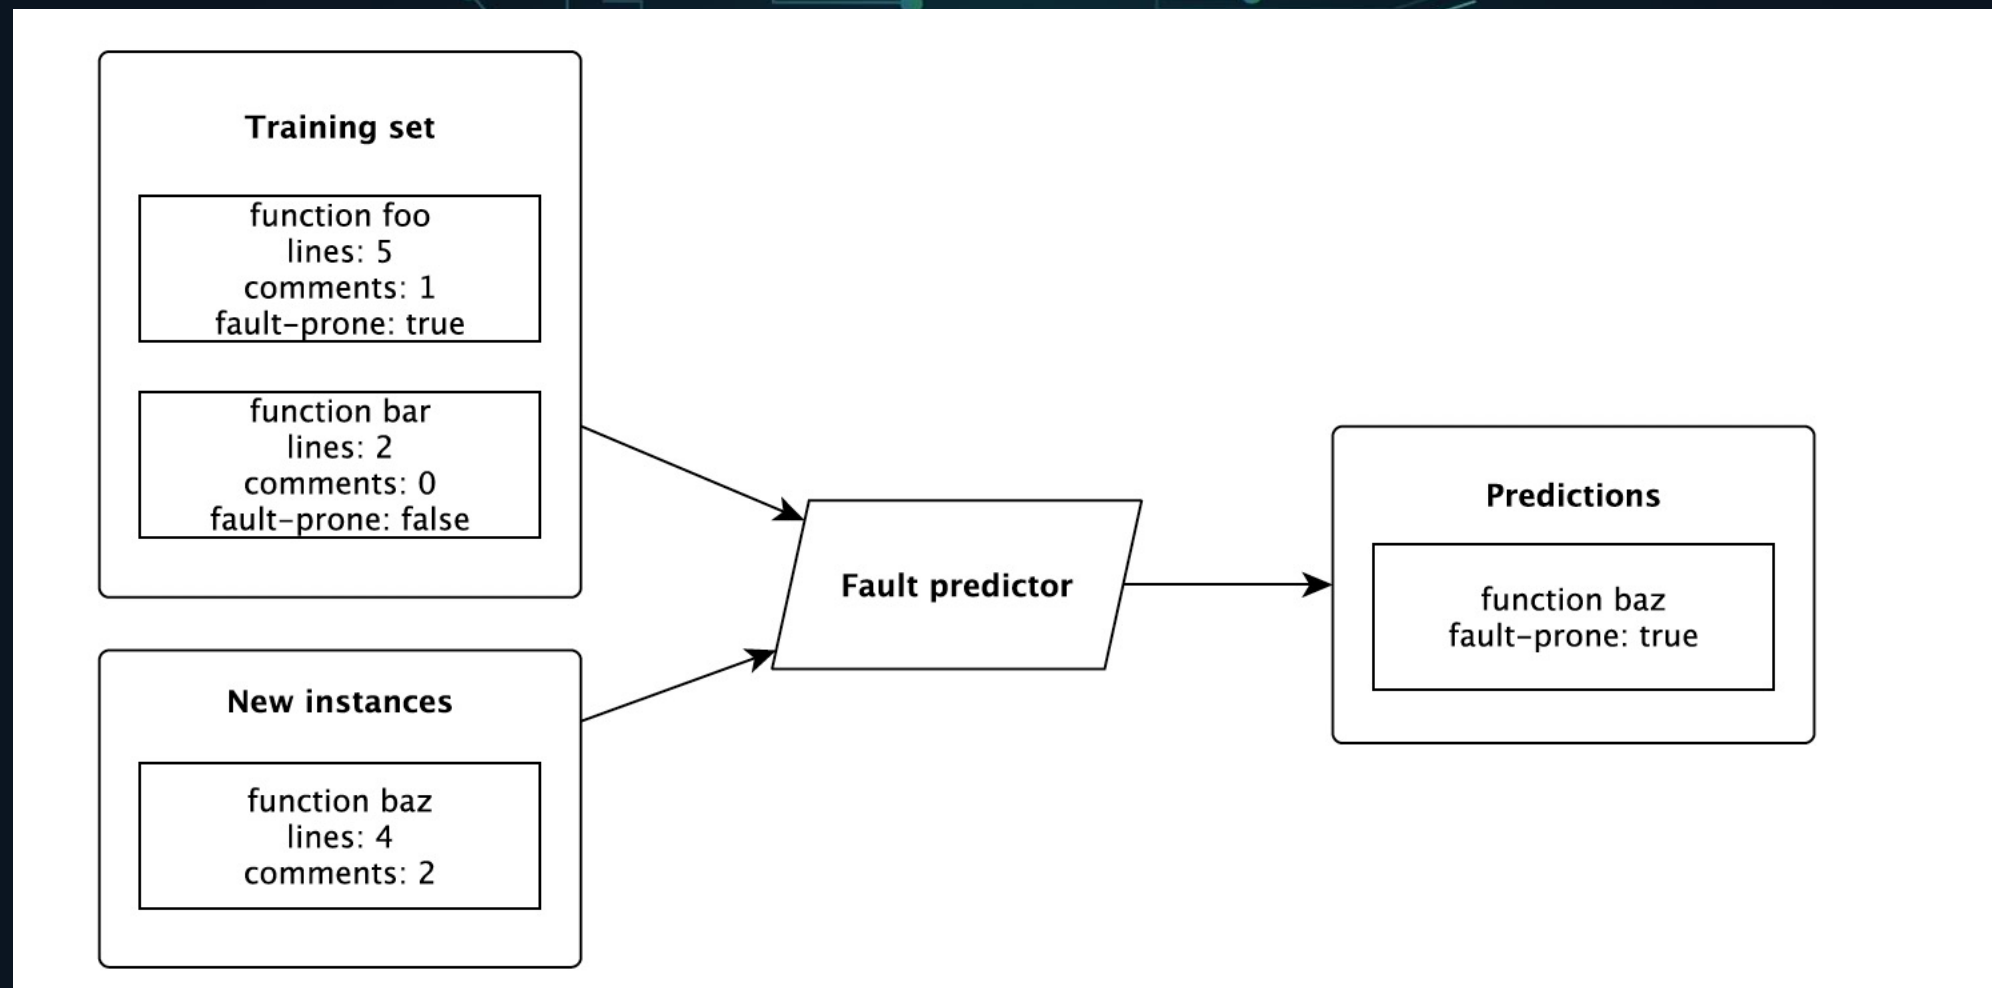 Training set
function foo
lines: 5
comments: 1
fault-prone: true
function bar
lines: 2
comments: 0
fault-prone: false
New instances
function baz
lines: 4
comments: 2
Fault predictor
Predictions
function baz
fault-prone: true